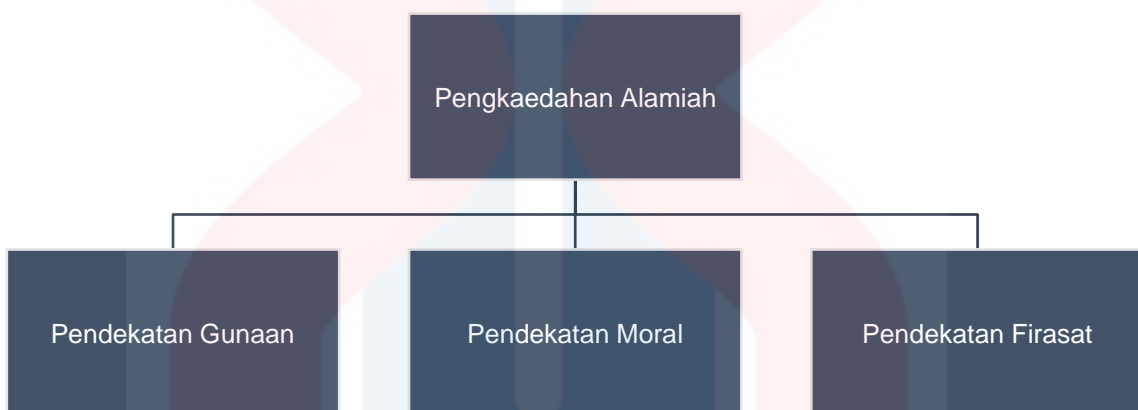 Pengkaedahan Alamiah
Pendekatan Gunaan
Pendekatan Moral
Pendekatan Firasat